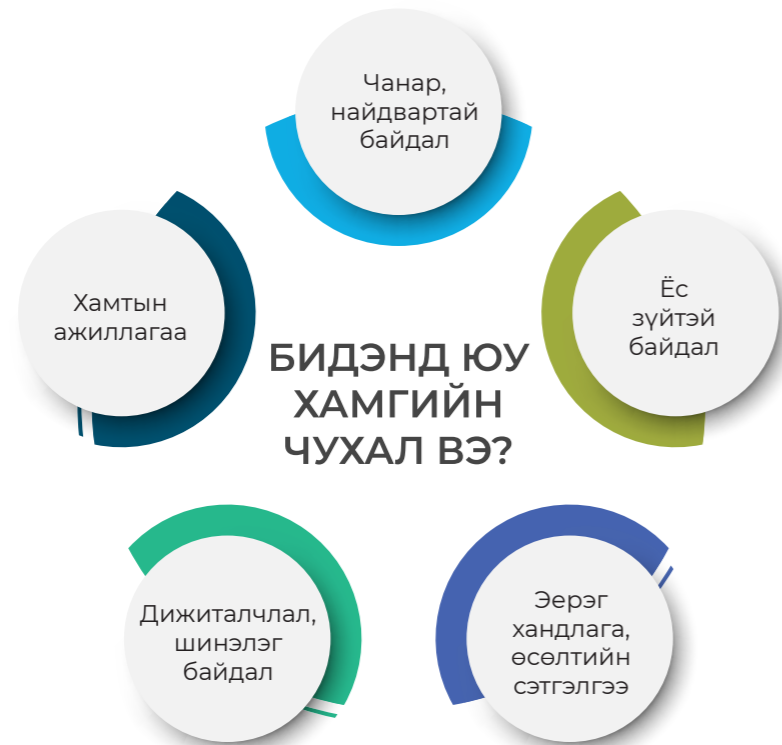 Чанар,
найдвартай
байдал
Хамтын
ажиллагаа
Ёс
зүйтэй
байдал
БИДЭНД ЮУ
ХАМГИЙН
ЧУХАЛ ВЭ?
Дижиталчлал,
шинэлэг
байдал
Эерэг
хандлага,
өсөлтийн
сэтгэлгээ